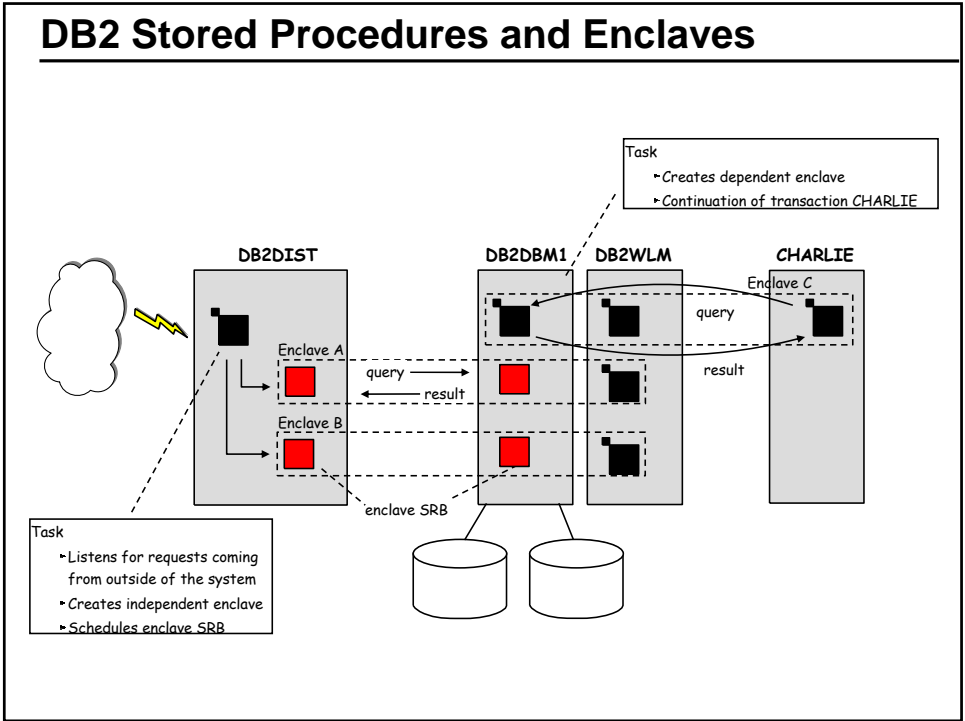 DB2 Stored Procedures and Enclaves
Task
Creates dependent enclave
Continuation of transaction CHARLIE
DB2DIST
DB2DBM1
DB2WLM
CHARLIE
Enclave C
query
result
Enclave A
query
result
Enclave B
enclave SRB
Task
Listens for requests coming
from outside of the system
Creates independent enclave
Schedules enclave SRB